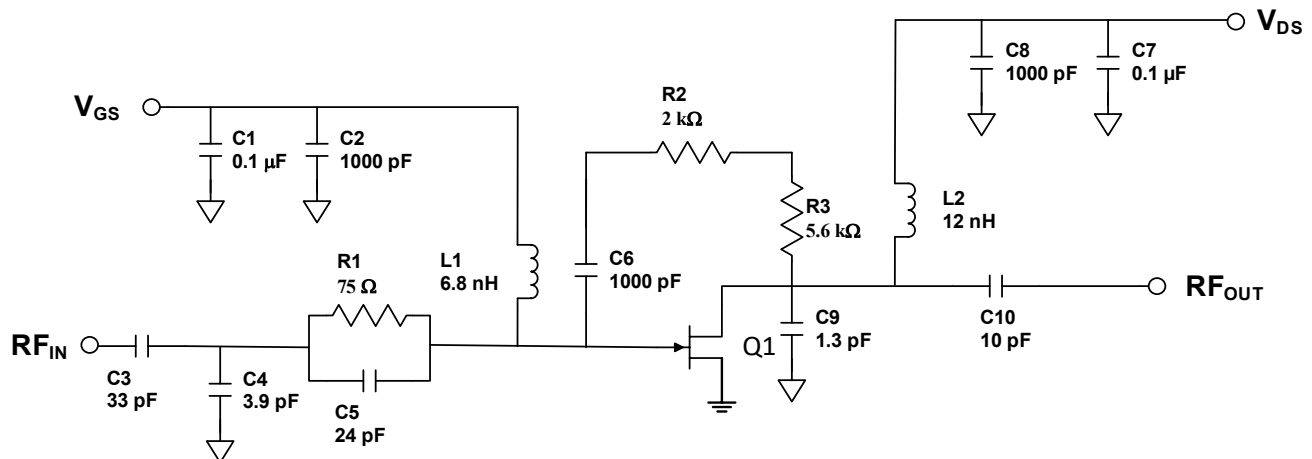 V_DS
C8
1000 pF
C7
0.1 µF
R2
2 kΩ
V_GS
C1
0.1 µF
C2
1000 pF
R3
5.6 kΩ
L2
12 nH
R1
75 Ω
L1
6.8 nH
C6
1000 pF
RF_IN
C3
33 pF
C4
3.9 pF
C5
24 pF
Q1
C9
1.3 pF
C10
10 pF
RF_OUT